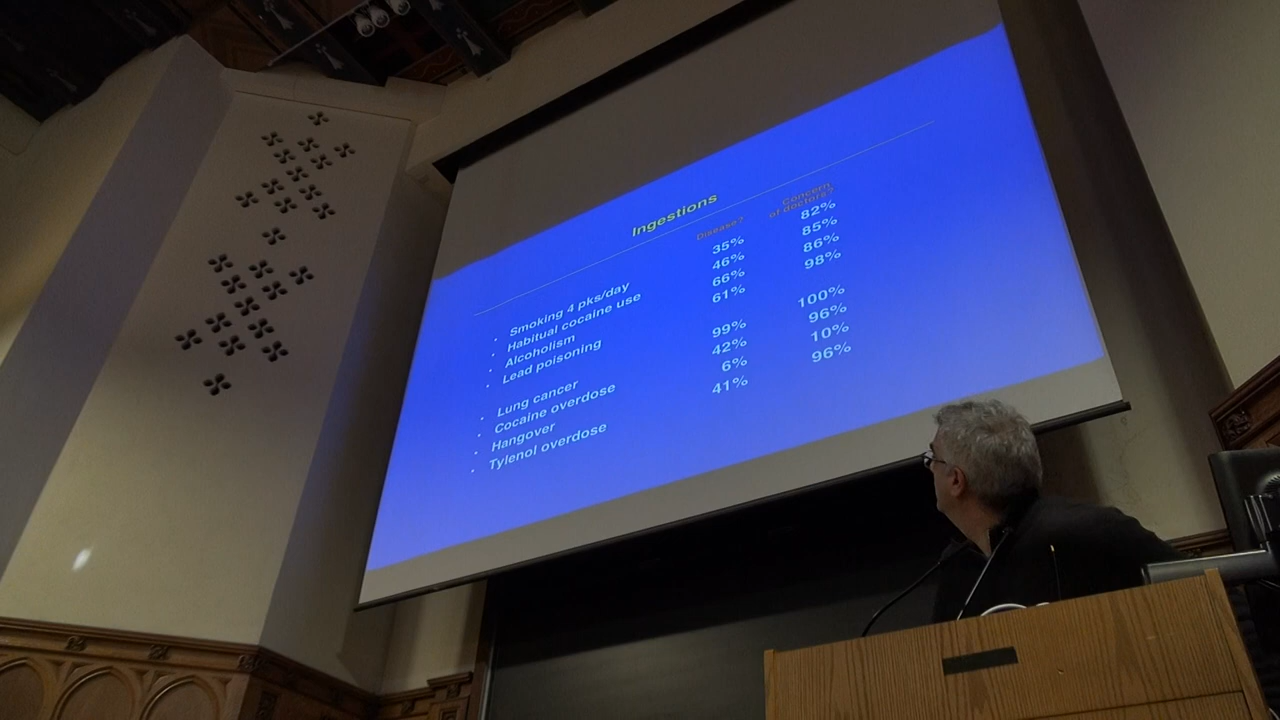 Ingestions
Disease? Concern of doctors?
• Smoking 4 pks/day 35% 82%
• Habitual cocaine use 46% 85%
• Alcoholism 66% 86%
• Lead poisoning 61% 98%
• Lung cancer 99% 100%
• Cocaine overdose 42% 96%
• Hangover 6% 10%
• Tylenol overdose 41% 96%